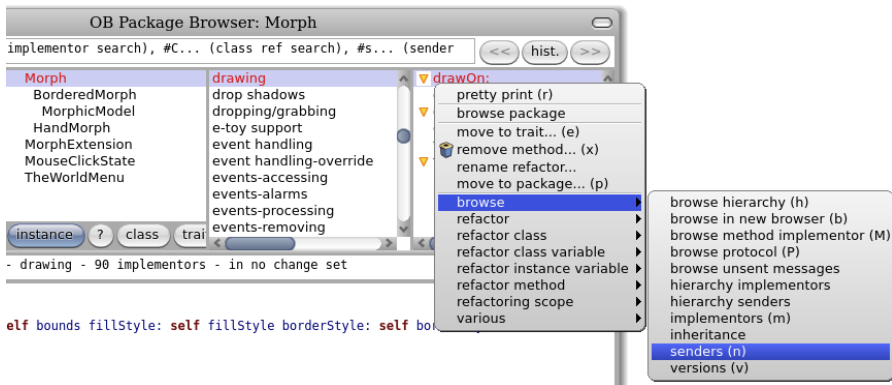 OB Package Browser: Morph
implementor search), #C... (class ref search), #s... (sender
<<
hist.
>>
Morph
BorderedMorph
MorphicModel
HandMorph
MorphExtension
MouseClickState
TheWorldMenu
instance
?
class
trai
drawing
drop shadows
dropping/grabbing
e-toy support
event handling
event handling-override
events-accessing
events-alarms
events-processing
events-removing
drawOn:
pretty print (r)
browse package
move to trait... (e)
remove method... (x)
rename refactor...
move to package... (p)
browse
refactor
refactor class
refactor class variable
refactor instance variable
refactor method
refactoring scope
various
browse hierarchy (h)
browse in new browser (b)
browse method implementor (M)
browse protocol (P)
browse unsent messages
hierarchy implementors
hierarchy senders
implementors (m)
inheritance
senders (n)
versions (v)
- drawing - 90 implementors - in no change set
elf bounds fillStyle: self fillStyle borderStyle: self bor